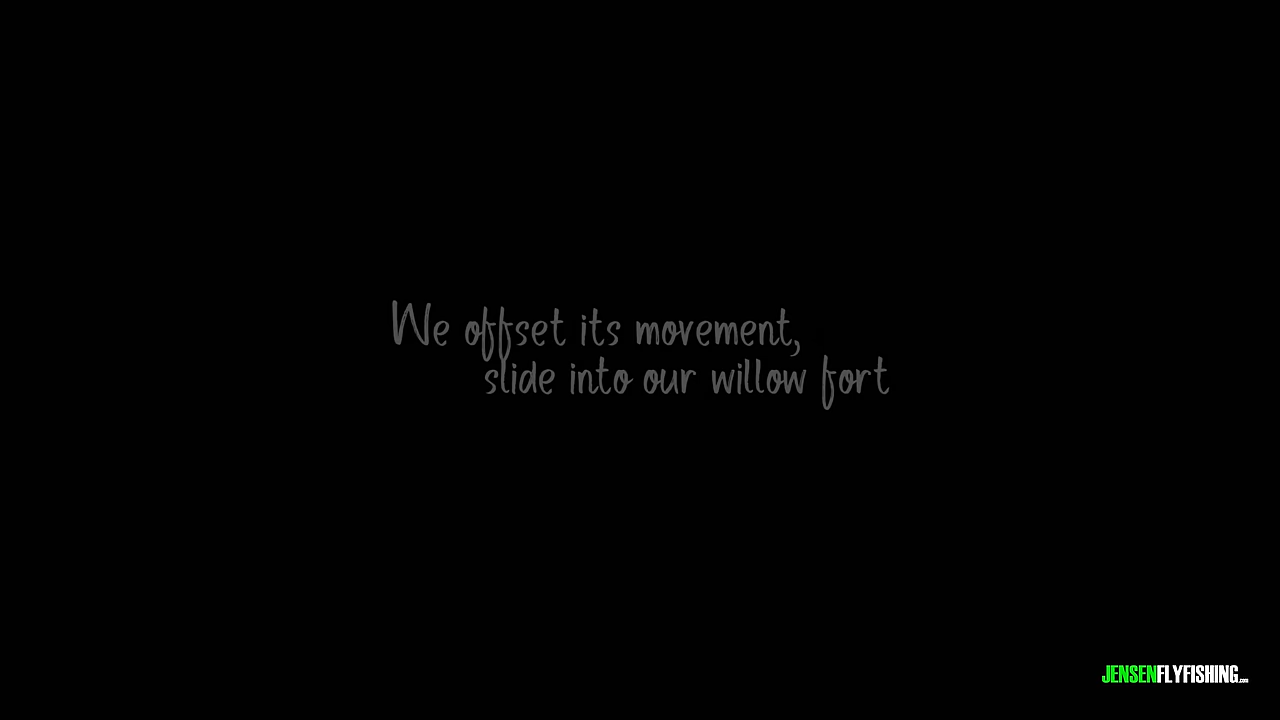 We offset its movement,
slide into our willow fort
JENSENFLYFISHING.com